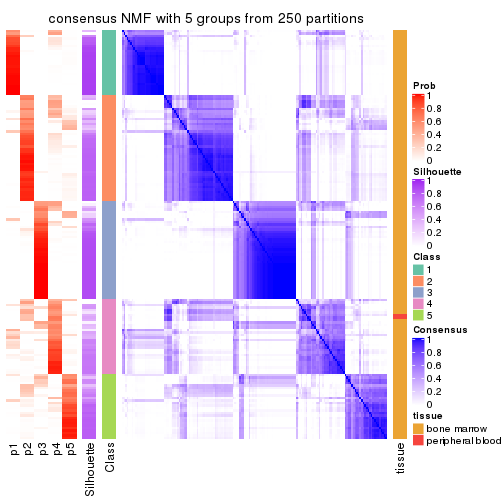 consensus NMF with 5 groups from 250 partitions
p1
p2
p3
p4
p5
Silhouette
Class
tissue
Prob
1
0.8
0.6
0.4
0.2
0
Silhouette
1
0.8
0.6
0.4
0.2
0
Class
1
2
3
4
5
Consensus
1
0.8
0.6
0.4
0.2
0
tissue
bone marrow
peripheral blood